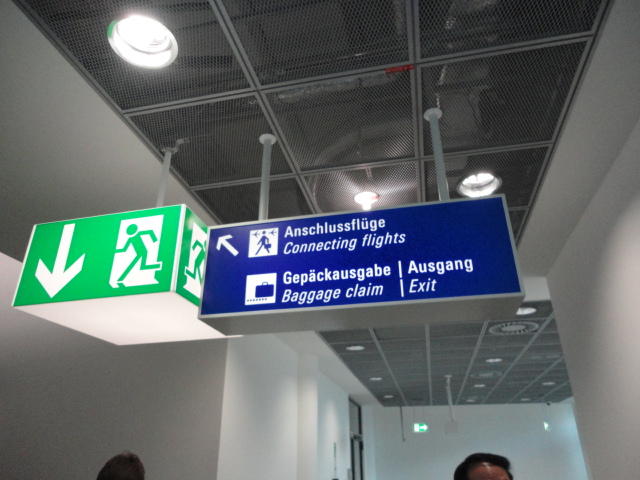 Anschlussflüge
Connecting flights
Gepäckausgabe | Ausgang
Baggage claim | Exit